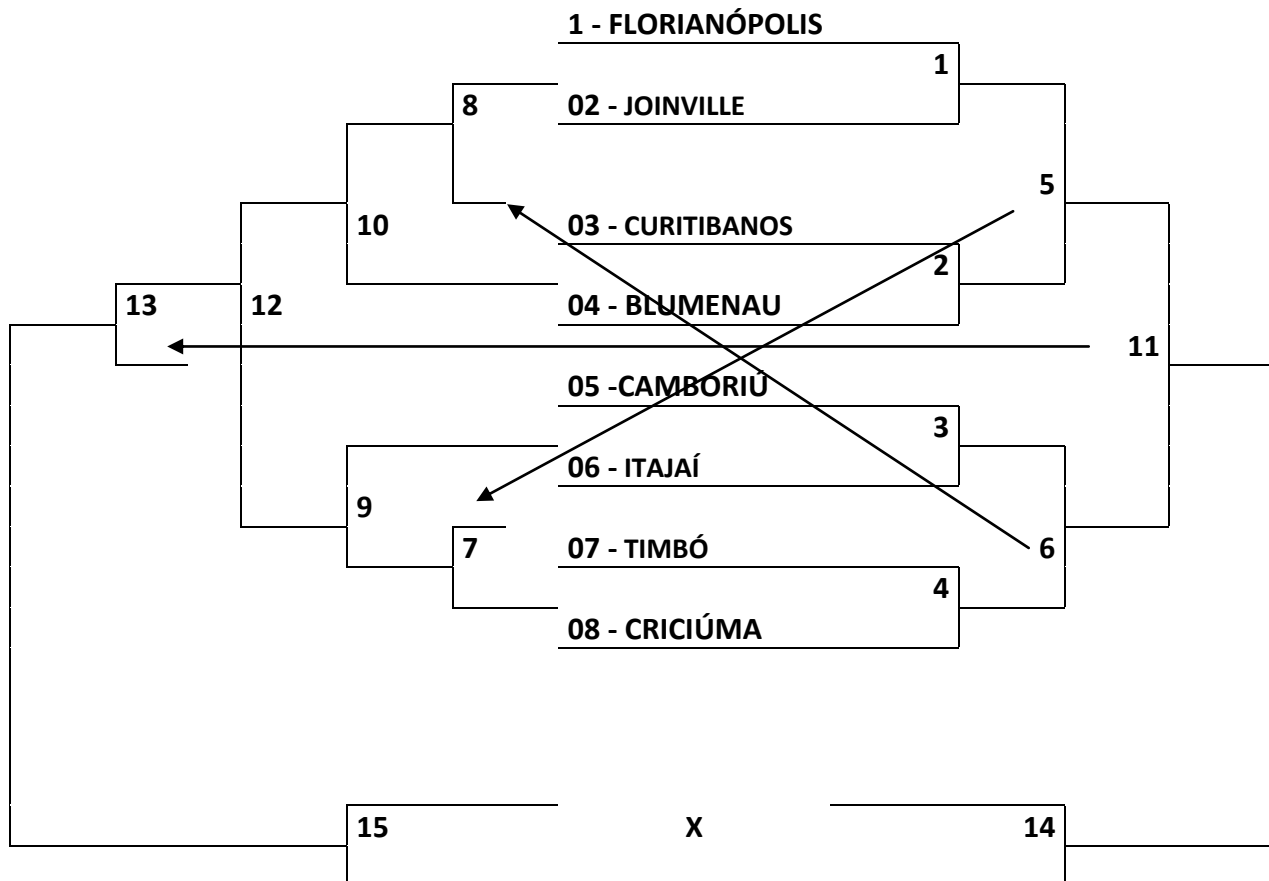 1 - FLORIANÓPOLIS
1
8
02 - JOINVILLE
5
10
03 - CURITIBANOS
2
13
12
04 - BLUMENAU
11
05 -CAMBORIÚ
3
06 - ITAJAÍ
9
7
07 - TIMBÓ
6
4
08 - CRICIÚMA
15
X
14